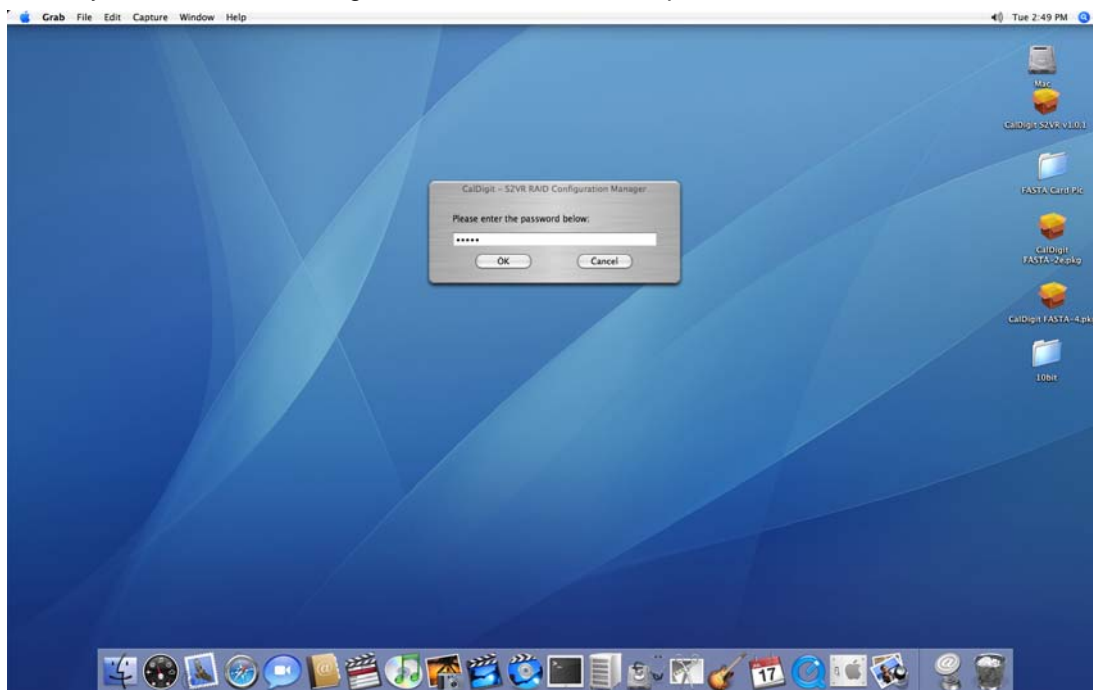 Grab File Edit Capture Window Help
Tue 2:49 PM
Mac
CalDigit S2VR v1.0.1
FASTA Card Pic
CalDigit
FASTA-2e.pkg
CalDigit FASTA-4.pk
10bit
CalDigit - S2VR RAID Configuration Manager
Please enter the password below:
•••••
OK Cancel
17